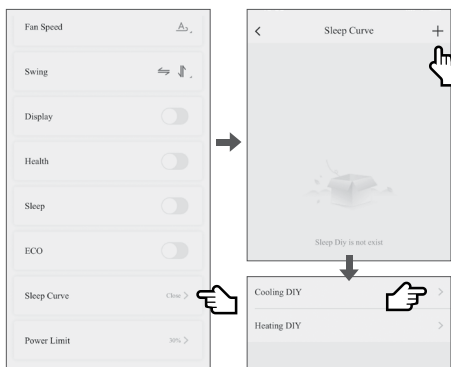 Fan Speed
Swing
Display
Health
Sleep
ECO
Sleep Curve Close
Power Limit 30%
Sleep Curve
Sleep Diy is not exist
Cooling DIY
Heating DIY